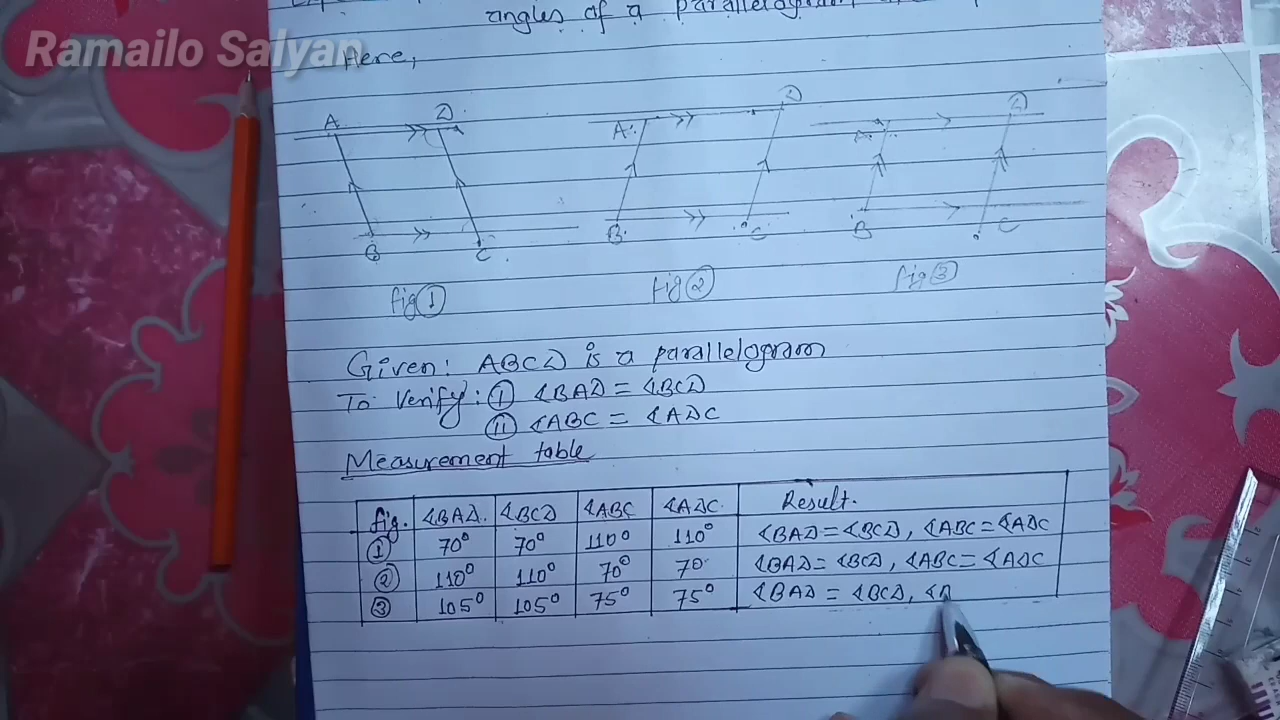 angles of a parallelogram
Ramailo Salyan
Here,
A D A D A D
B C B C B C
fig ① fig ② fig ③
Given: ABCD is a parallelogram
To Verify: ⓘ ∢BAD = ∢BCD
ⓘⓘ ∢ABC = ∢ADC
Measurement table
fig. ∢BAD. ∢BCD ∢ABC ∢ADC. Result.
① 70° 70° 110° 110° ∢BAD = ∢BCD, ∢ABC = ∢ADC
② 110° 110° 70° 70° ∢BAD = ∢BCD, ∢ABC = ∢ADC
③ 105° 105° 75° 75° ∢BAD = ∢BCD, ∢